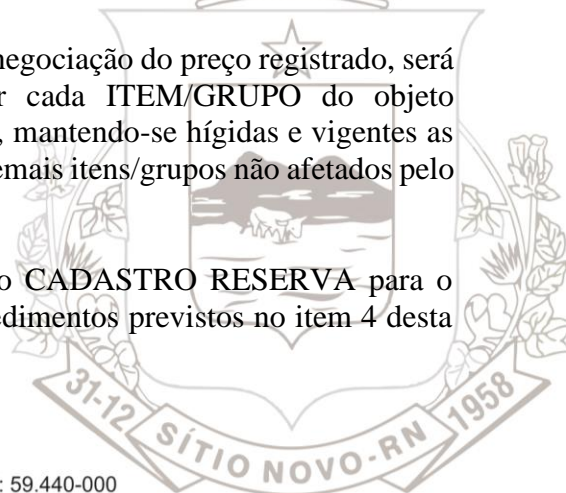 negociação do preço registrado, será
r cada ITEM/GRUPO do objeto
, mantendo-se hígidas e vigentes as
emais itens/grupos não afetados pelo
o CADASTRO RESERVA para o
edimentos previstos no item 4 desta
31-12 SÍTIO NOVO-RN 1958
: 59.440-000